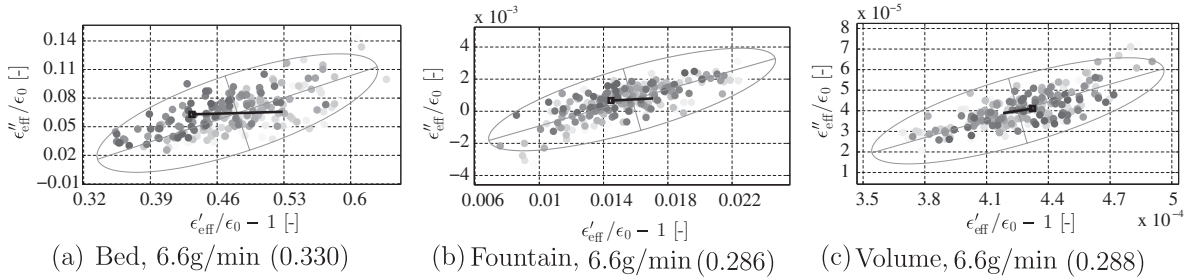 x 10⁻³
x 10⁻⁵
0.14
0.11
0.08
0.05
0.02
−0.01
ϵ″eff/ϵ0 [-]
0.32 0.39 0.46 0.53 0.6
ϵ′eff/ϵ0 − 1 [-]
(a) Bed, 6.6g/min (0.330)
4
2
0
−2
−4
ϵ″eff/ϵ0 [-]
0.006 0.01 0.014 0.018 0.022
ϵ′eff/ϵ0 − 1 [-]
(b) Fountain, 6.6g/min (0.286)
8
7
6
5
4
3
2
1
ϵ″eff/ϵ0 [-]
3.5 3.8 4.1 4.4 4.7 5
x 10⁻⁴
ϵ′eff/ϵ0 − 1 [-]
(c) Volume, 6.6g/min (0.288)